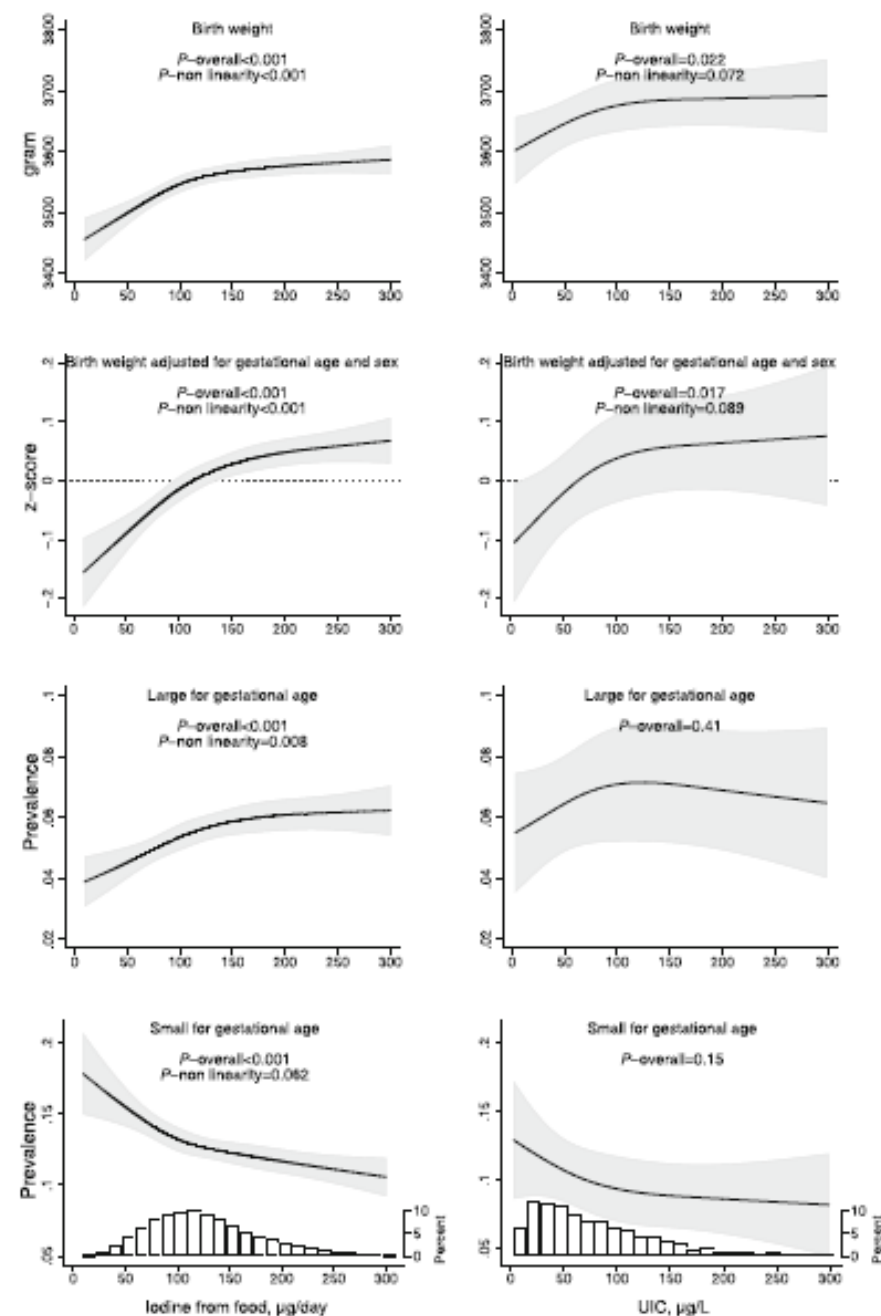 Birth weight
P-overall<0.001
P-non linearity<0.001
gram
3400 3500 3600 3700 3800
0 50 100 150 200 250 300
Birth weight
P-overall=0.022
P-non linearity=0.072
3400 3500 3600 3700 3800
0 50 100 150 200 250 300
Birth weight adjusted for gestational age and sex
P-overall<0.001
P-non linearity<0.001
z-score
-.2 -.1 0 .1 .2
0 50 100 150 200 250 300
Birth weight adjusted for gestational age and sex
P-overall=0.017
P-non linearity=0.089
-.2 -.1 0 .1 .2
0 50 100 150 200 250 300
Large for gestational age
P-overall<0.001
P-non linearity=0.008
Prevalence
.02 .04 .06 .08 .1
0 50 100 150 200 250 300
Large for gestational age
P-overall=0.41
.02 .04 .06 .08 .1
0 50 100 150 200 250 300
Small for gestational age
P-overall<0.001
P-non linearity=0.062
Prevalence
.05 .1 .15 .2
0 5 10
Percent
0 50 100 150 200 250 300
Iodine from food, µg/day
Small for gestational age
P-overall=0.15
.05 .1 .15 .2
0 5 10
Percent
0 50 100 150 200 250 300
UIC, µg/L